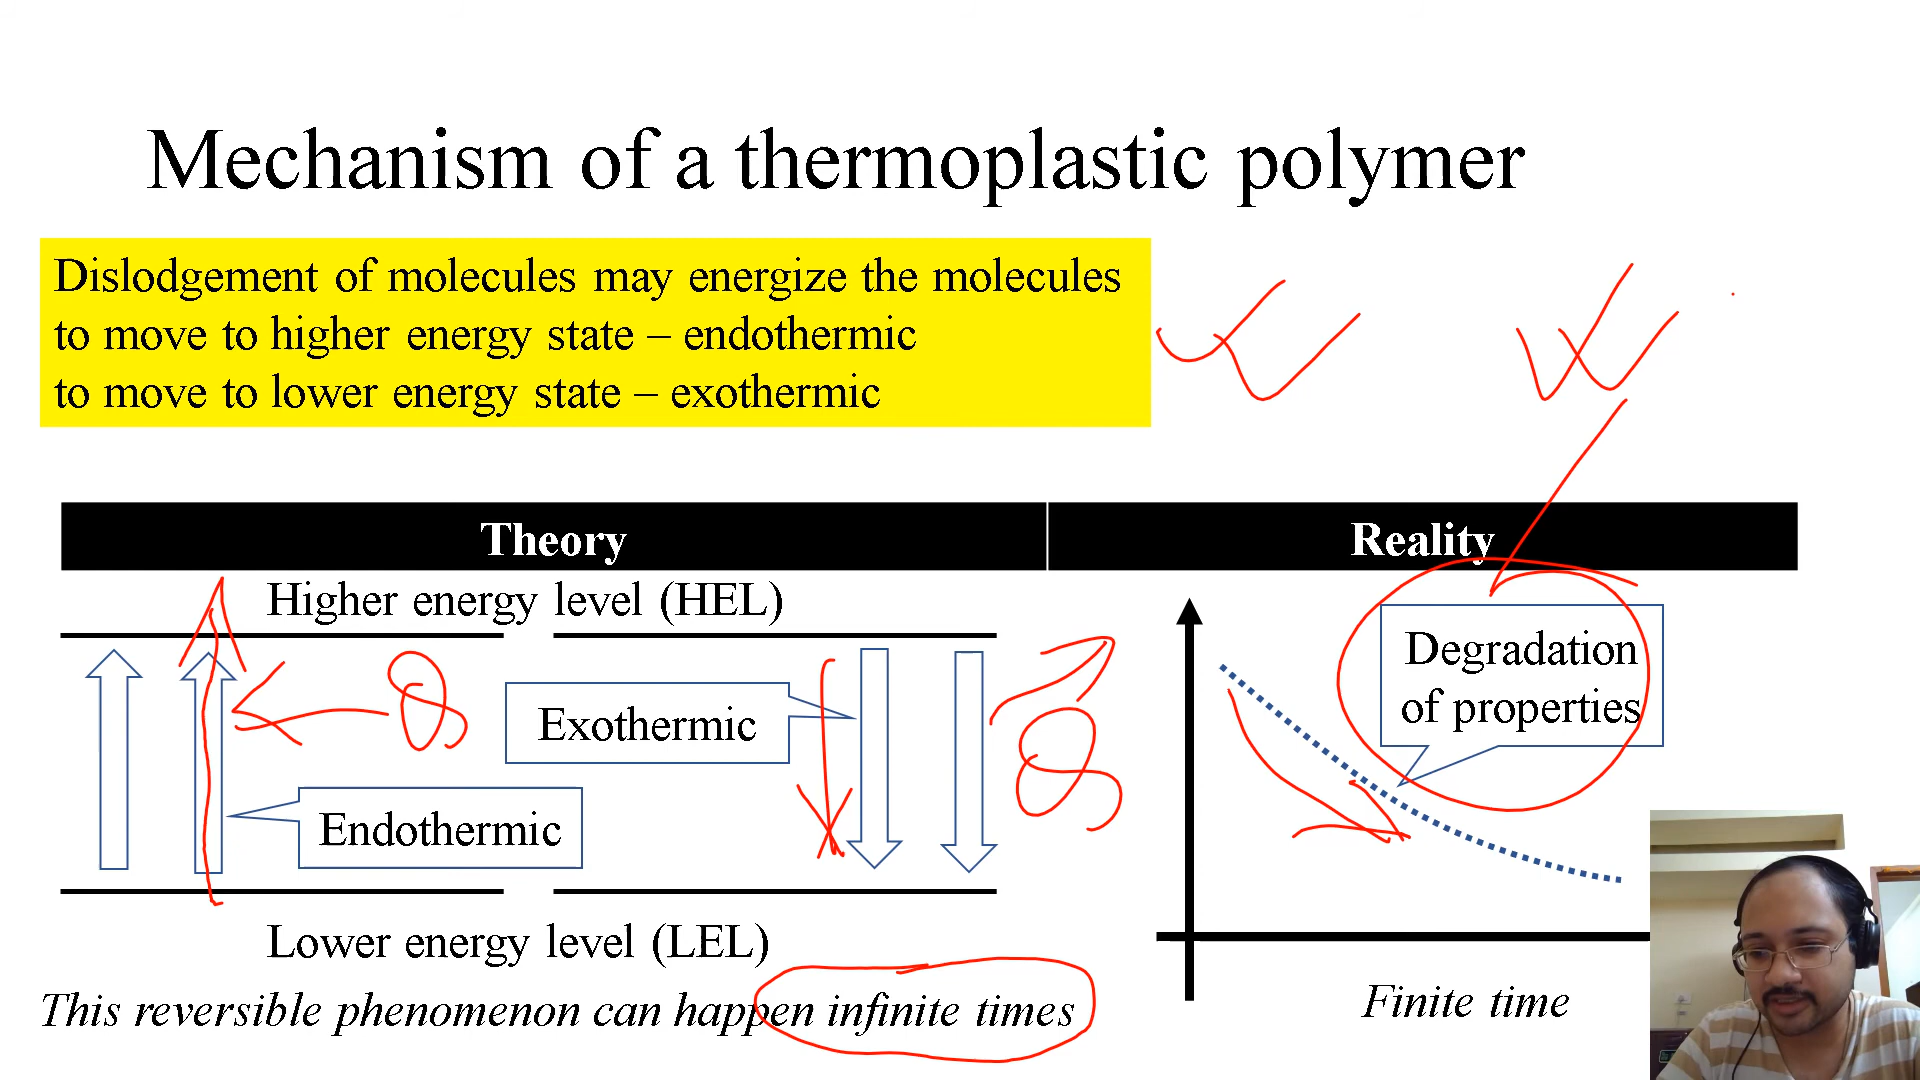 Mechanism of a thermoplastic polymer
Dislodgement of molecules may energize the molecules
to move to higher energy state – endothermic
to move to lower energy state – exothermic
Theory
Reality
Higher energy level (HEL)
Exothermic
Endothermic
Q
Q
Lower energy level (LEL)
This reversible phenomenon can happen infinite times
Degradation
of properties
Finite time